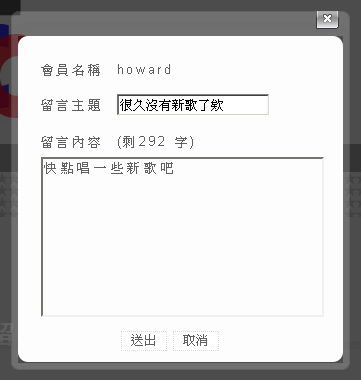 會員名稱 howard
留言主題 很久沒有新歌了欸
留言內容 (剩292 字)
快點唱一些新歌吧
送出 取消